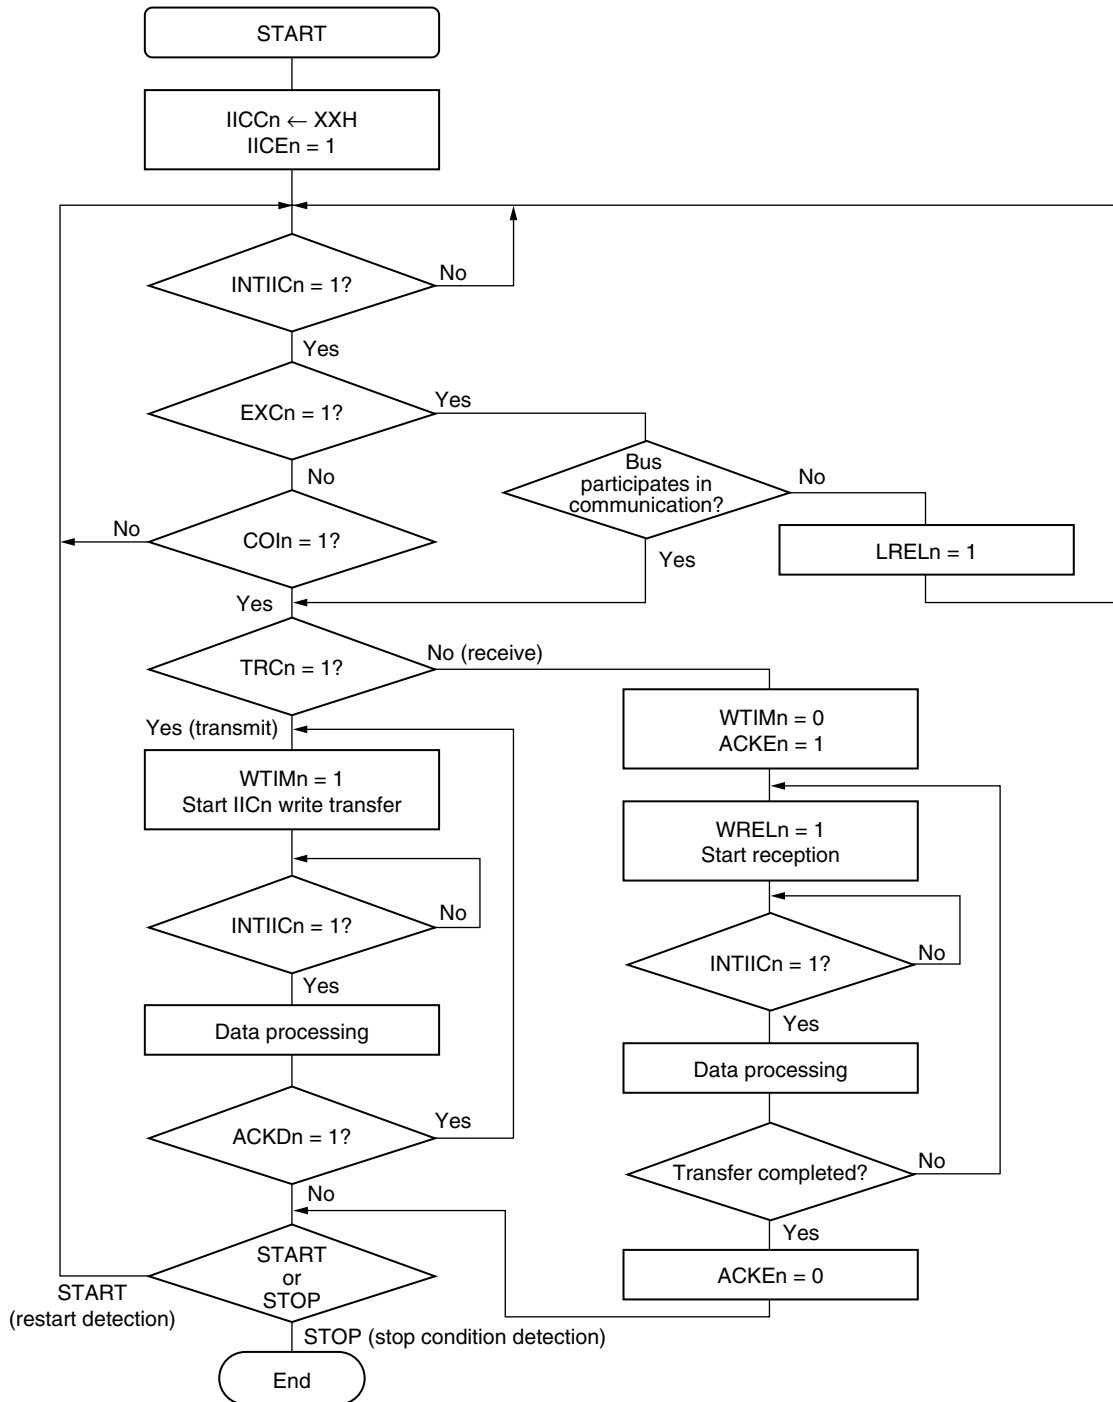 START
IICCn ← XXH
IICEn = 1
INTIICn = 1?
No
Yes
EXCn = 1?
Yes
No
Bus
participates in
communication?
No
Yes
LRELn = 1
COIn = 1?
No
Yes
TRCn = 1?
No (receive)
Yes (transmit)
WTIMn = 1
Start IICn write transfer
INTIICn = 1?
No
Yes
Data processing
ACKDn = 1?
Yes
No
WTIMn = 0
ACKEn = 1
WRELn = 1
Start reception
INTIICn = 1?
No
Yes
Data processing
Transfer completed?
No
Yes
ACKEn = 0
START
or
STOP
START
(restart detection)
STOP (stop condition detection)
End